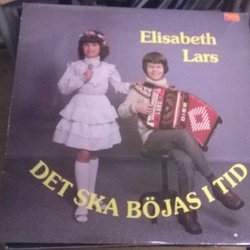 Elisabeth
Lars
DET SKA BÖJAS I TID